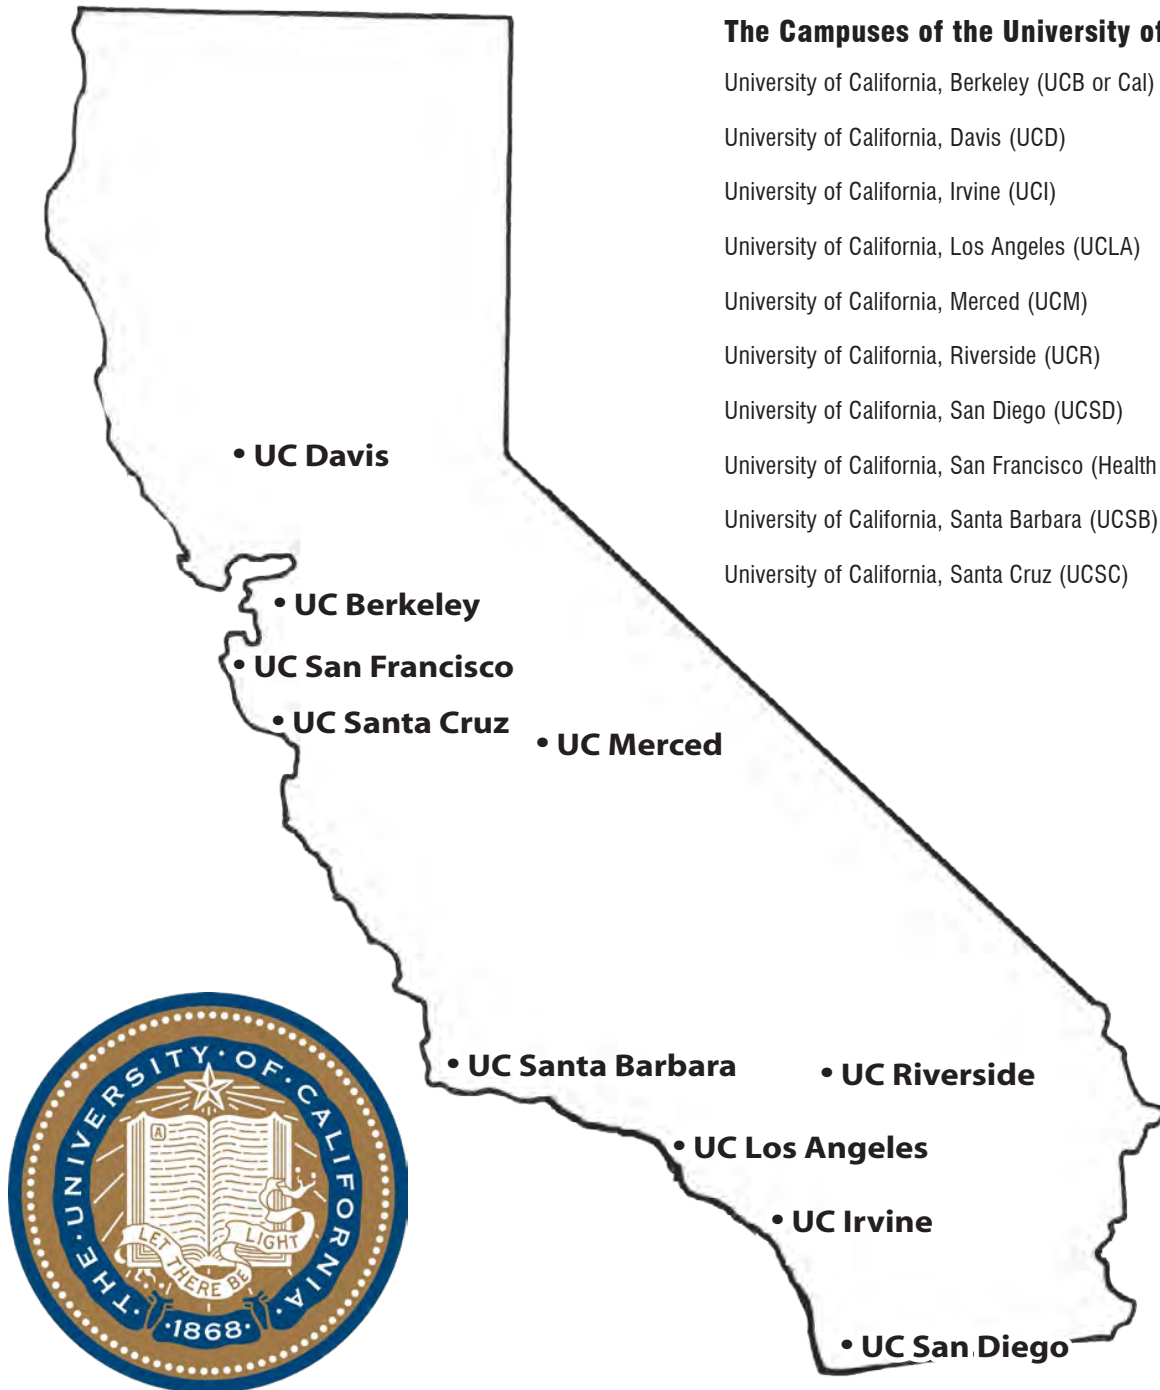 The Campuses of the University of
University of California, Berkeley (UCB or Cal)
University of California, Davis (UCD)
University of California, Irvine (UCI)
University of California, Los Angeles (UCLA)
University of California, Merced (UCM)
University of California, Riverside (UCR)
University of California, San Diego (UCSD)
University of California, San Francisco (Health
University of California, Santa Barbara (UCSB)
University of California, Santa Cruz (UCSC)
• UC Davis
• UC Berkeley
• UC San Francisco
• UC Santa Cruz
• UC Merced
• UC Santa Barbara
• UC Riverside
• UC Los Angeles
• UC Irvine
• UC San Diego
·THE·UNIVERSITY·OF·CALIFORNIA·
A
LET THERE BE LIGHT
·1868·